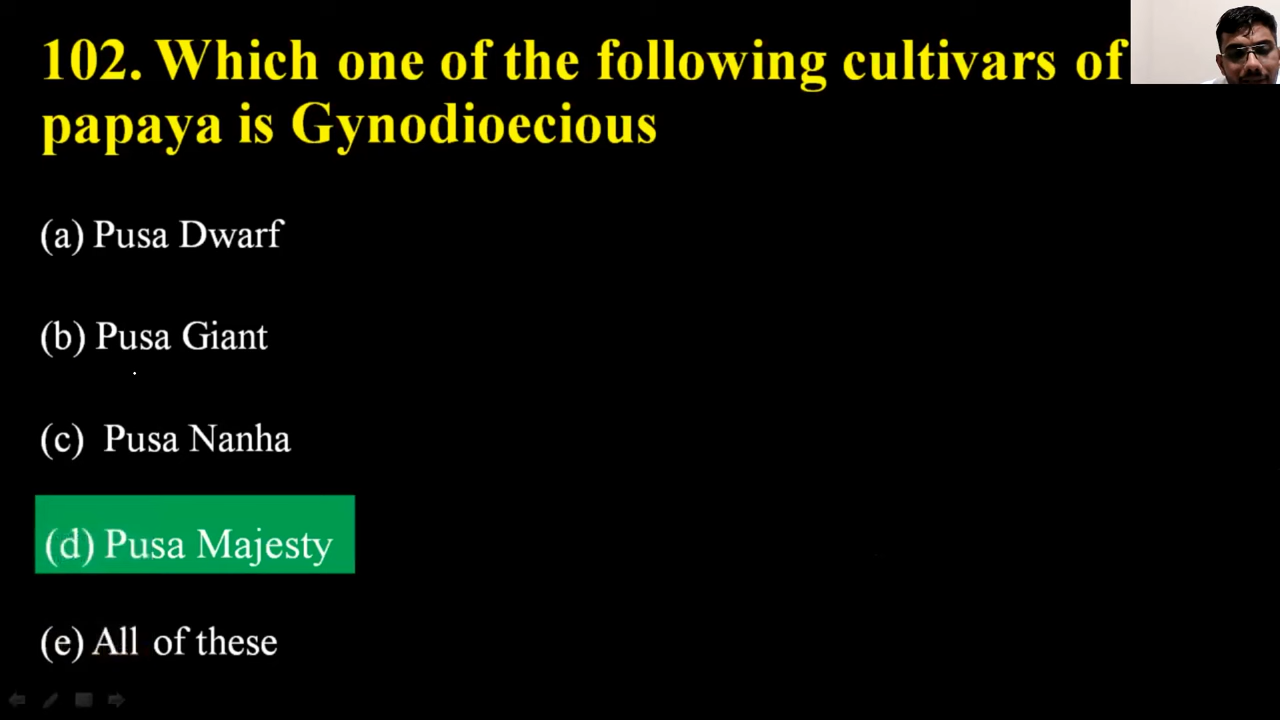 102. Which one of the following cultivars of
papaya is Gynodioecious
(a) Pusa Dwarf
(b) Pusa Giant
(c) Pusa Nanha
(d) Pusa Majesty
(e) All of these